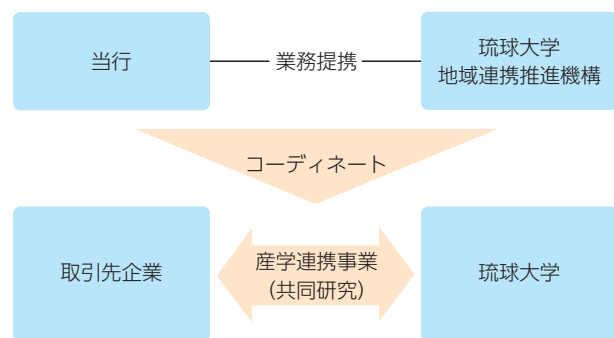 当行
業務提携
琉球大学
地域連携推進機構
コーディネート
取引先企業
産学連携事業
(共同研究)
琉球大学